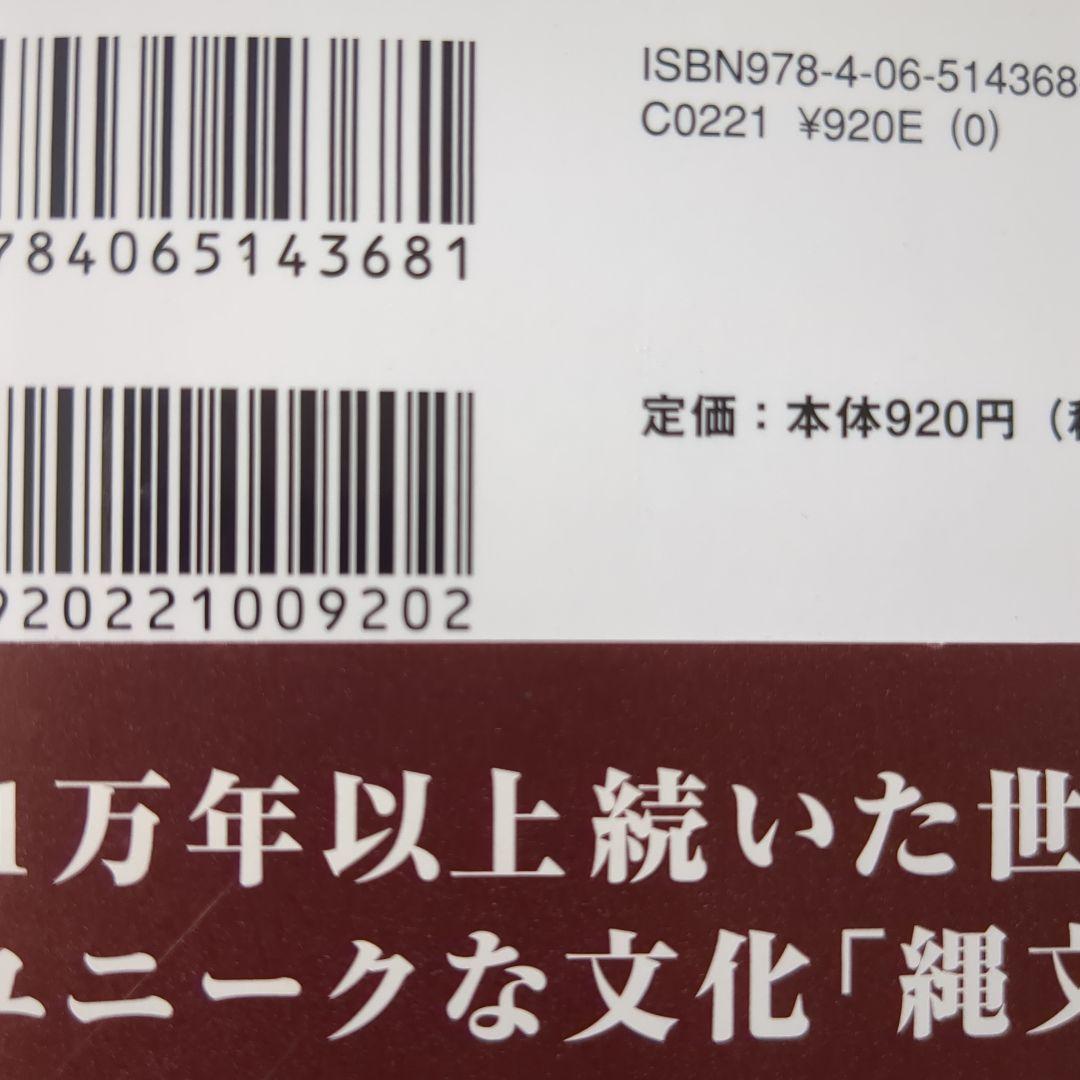 784065143681
ISBN978-4-06-514368-
C0221 ¥920E (0)
920221009202
定価：本体920円（税
1万年以上続いた世
ユニークな文化「縄文